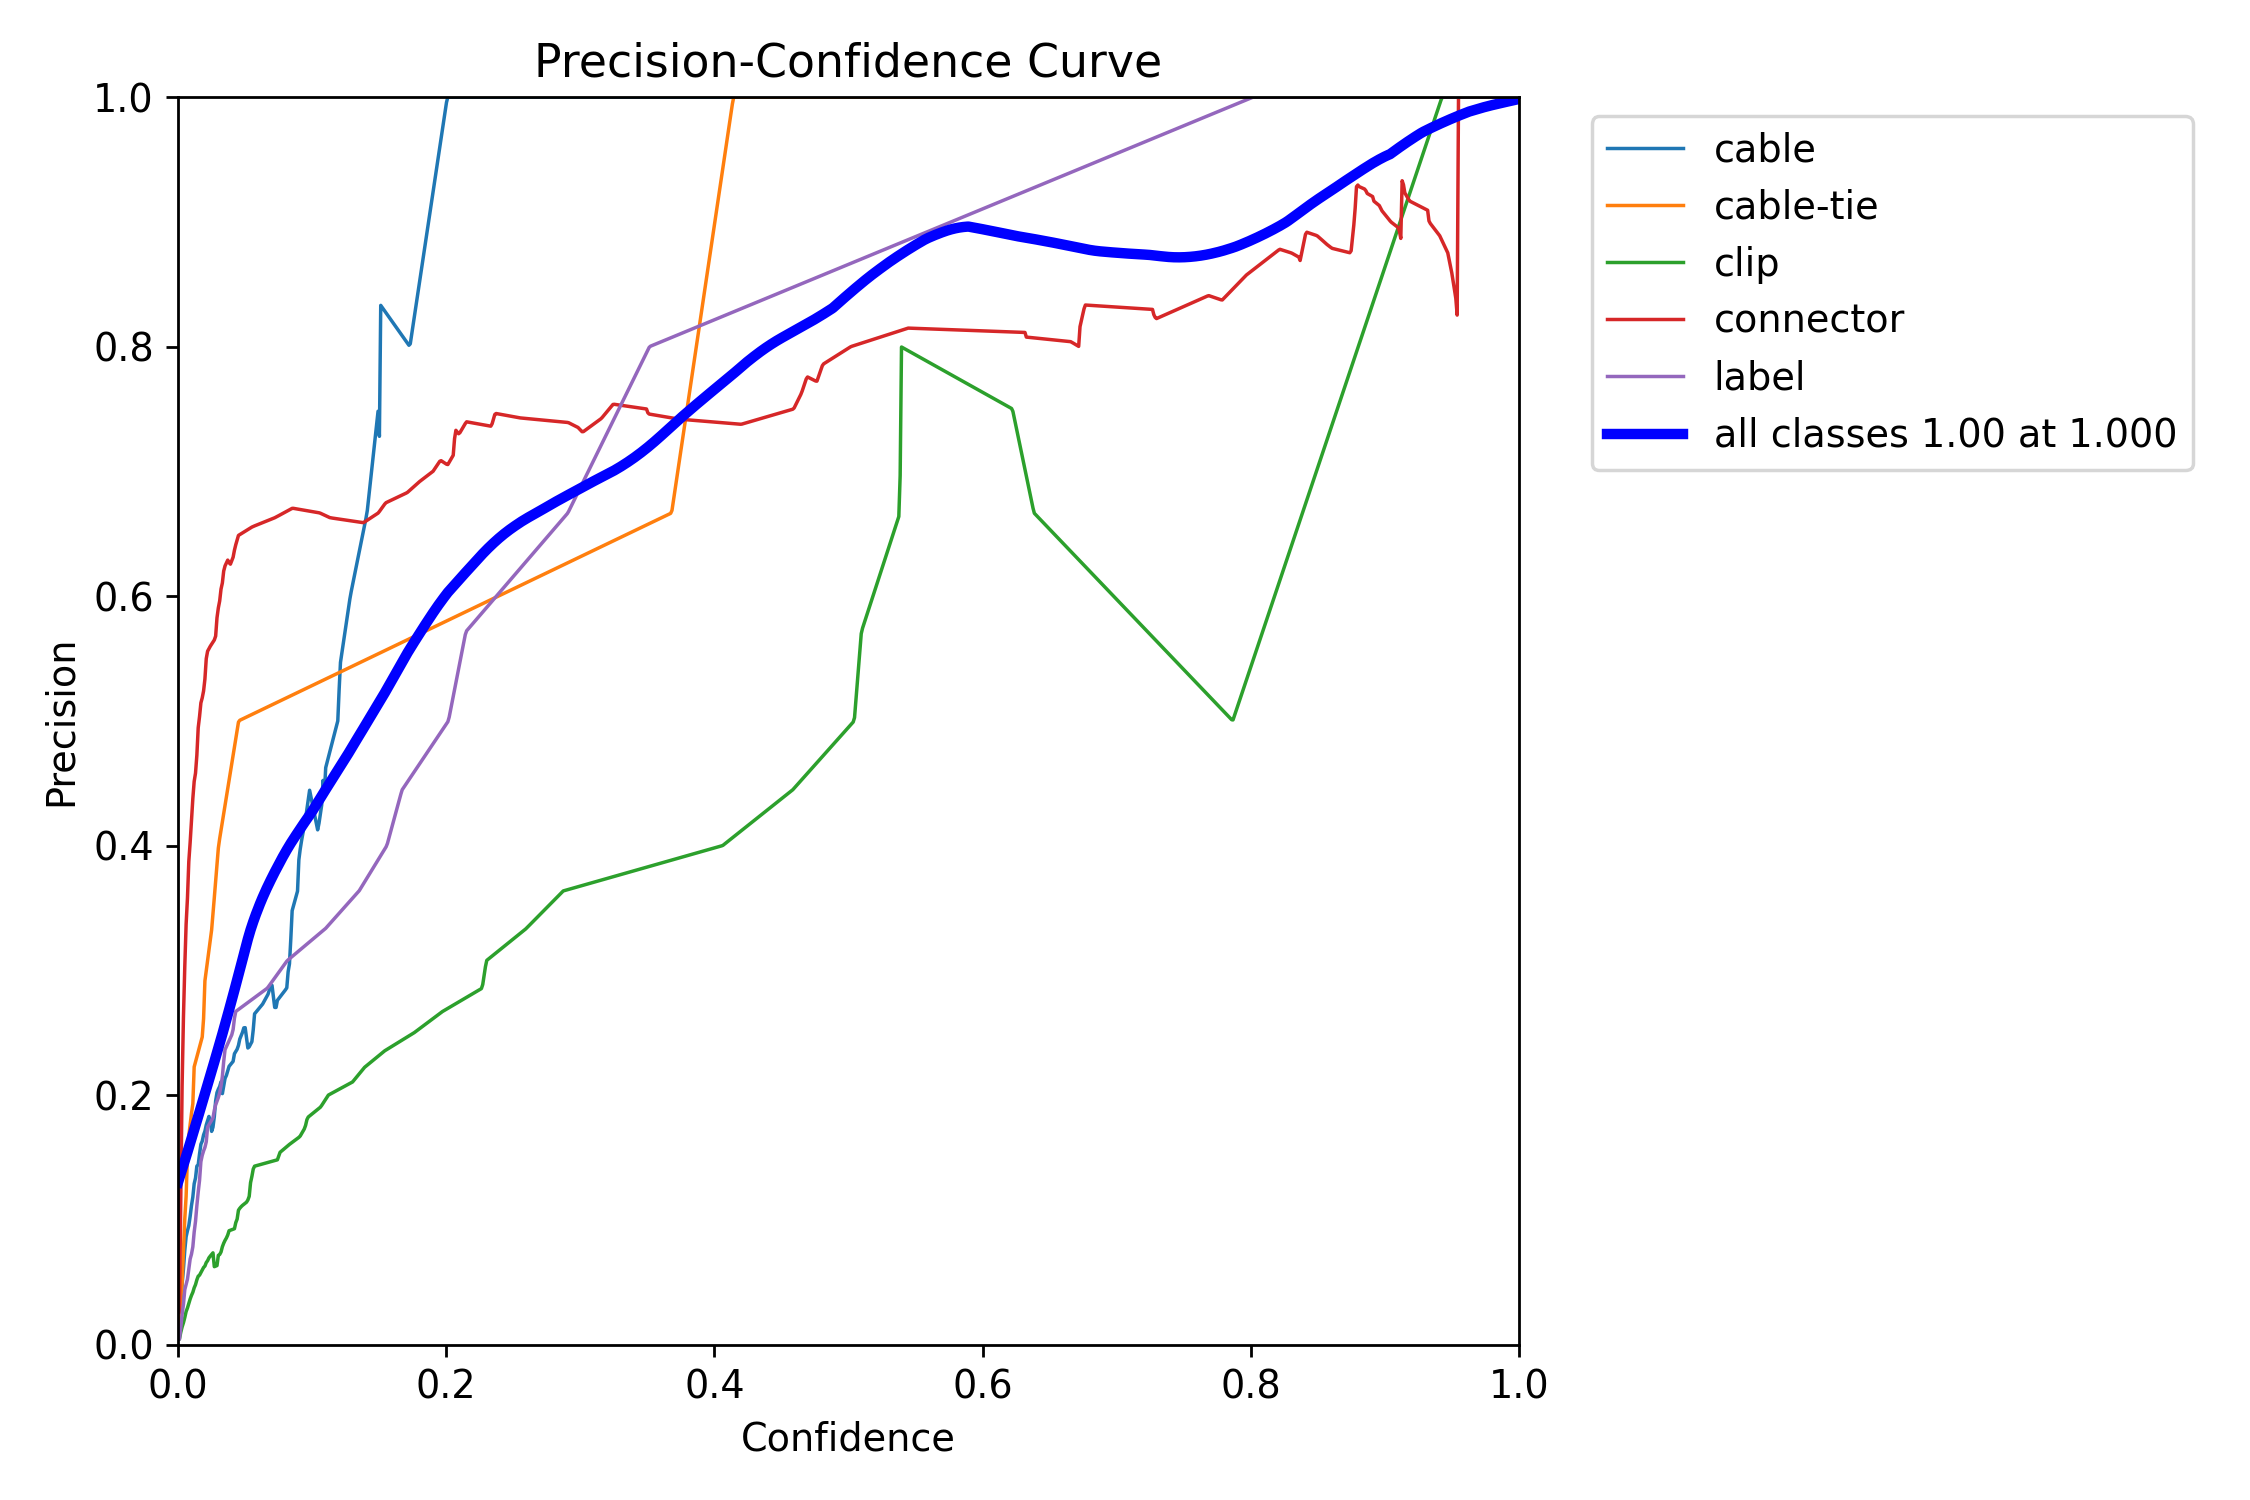 Precision-Confidence Curve
1.0
0.8
0.6
0.4
0.2
0.0
Precision
0.0 0.2 0.4 0.6 0.8 1.0
Confidence
cable
cable-tie
clip
connector
label
all classes 1.00 at 1.000